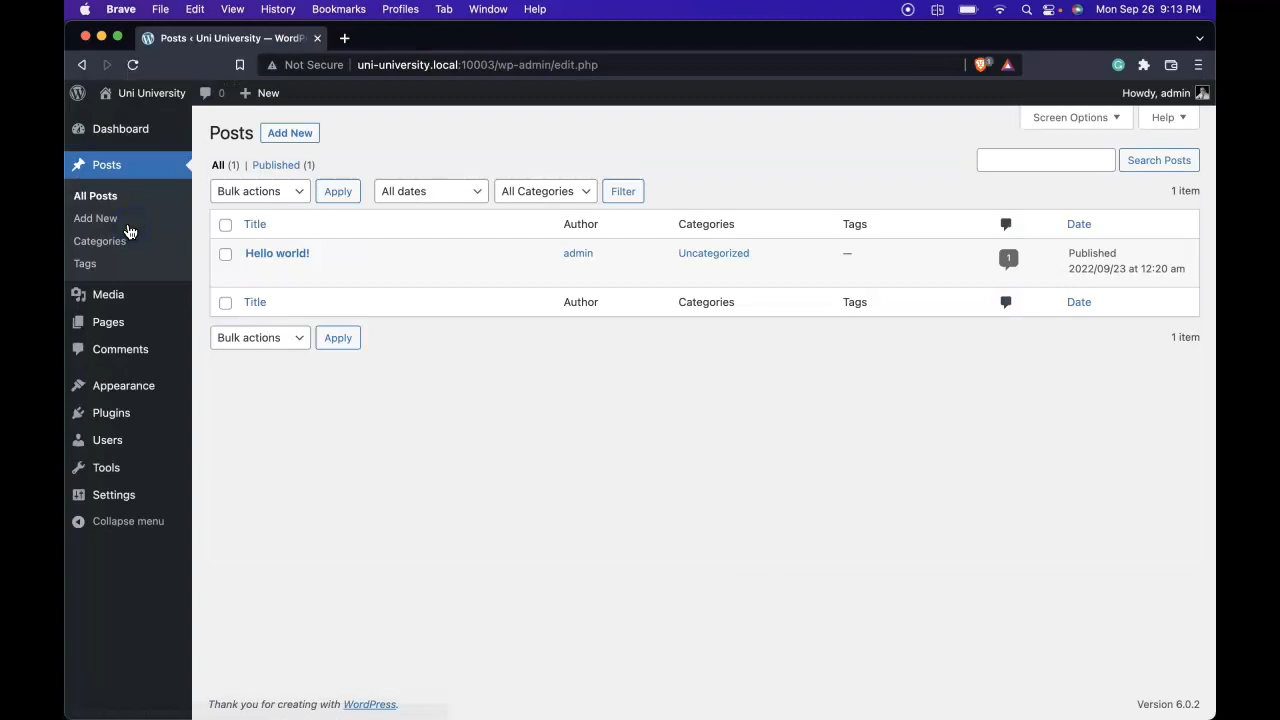 Brave File Edit View History Bookmarks Profiles Tab Window Help Mon Sep 26 9:13 PM
Posts ‹ Uni University — WordP
Not Secure uni-university.local:10003/wp-admin/edit.php
Uni University 0 New Howdy, admin
Dashboard
Posts
All Posts
Add New
Categories
Tags
Media
Pages
Comments
Appearance
Plugins
Users
Tools
Settings
Collapse menu
Posts Add New Screen Options Help
All (1) | Published (1) Search Posts
Bulk actions Apply All dates All Categories Filter 1 item
Title Author Categories Tags Date
Hello world! admin Uncategorized — 1 Published
2022/09/23 at 12:20 am
Title Author Categories Tags Date
Bulk actions Apply 1 item
Thank you for creating with WordPress. Version 6.0.2